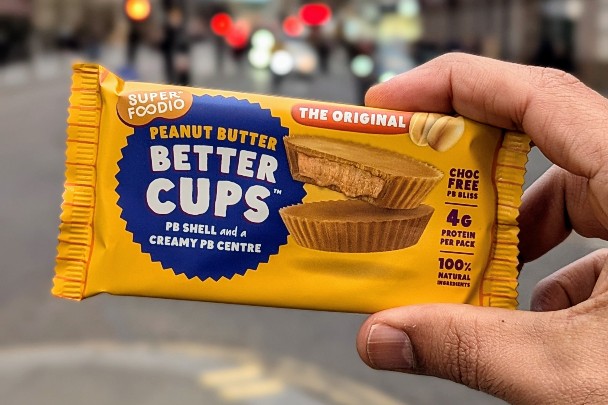 SUPER-
FOODIO
PEANUT BUTTER
BETTER
CUPS™
PB SHELL and a
CREAMY PB CENTRE
THE ORIGINAL
CHOC
FREE
PB BLISS
4G
PROTEIN
PER PACK
100%
NATURAL
INGREDIENTS